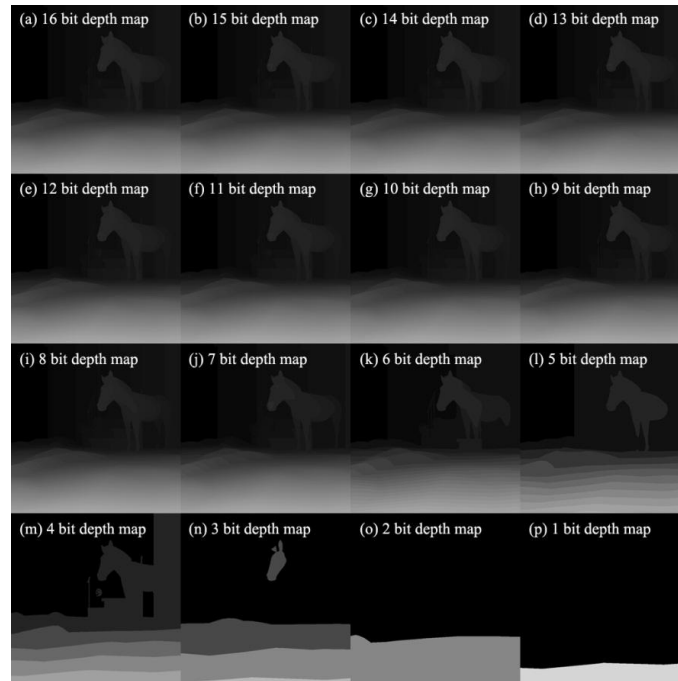 (a) 16 bit depth map
(b) 15 bit depth map
(c) 14 bit depth map
(d) 13 bit depth map
(e) 12 bit depth map
(f) 11 bit depth map
(g) 10 bit depth map
(h) 9 bit depth map
(i) 8 bit depth map
(j) 7 bit depth map
(k) 6 bit depth map
(l) 5 bit depth map
(m) 4 bit depth map
(n) 3 bit depth map
(o) 2 bit depth map
(p) 1 bit depth map